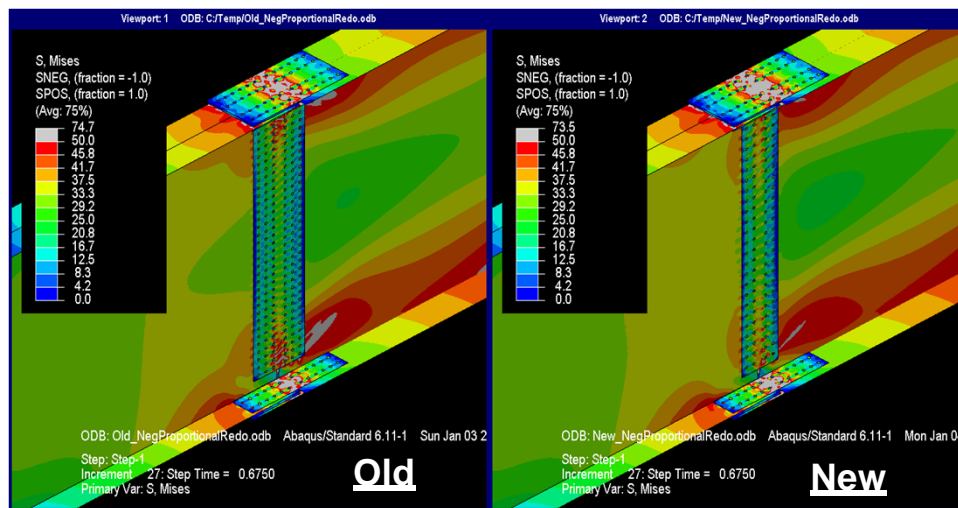 Viewport: 1 ODB: C:/Temp/Old_NegProportionalRedo.odb
S, Mises
SNEG, (fraction = -1.0)
SPOS, (fraction = 1.0)
(Avg: 75%)
74.7
50.0
45.8
41.7
37.5
33.3
29.2
25.0
20.8
16.7
12.5
8.3
4.2
0.0
ODB: Old_NegProportionalRedo.odb Abaqus/Standard 6.11-1 Sun Jan 03 2
Step: Step-1
Increment 27: Step Time = 0.6750
Primary Var: S, Mises
Old
Viewport: 2 ODB: C:/Temp/New_NegProportionalRedo.odb
S, Mises
SNEG, (fraction = -1.0)
SPOS, (fraction = 1.0)
(Avg: 75%)
73.5
50.0
45.8
41.7
37.5
33.3
29.2
25.0
20.8
16.7
12.5
8.3
4.2
0.0
ODB: New_NegProportionalRedo.odb Abaqus/Standard 6.11-1 Mon Jan 0
Step: Step-1
Increment 27: Step Time = 0.6750
Primary Var: S, Mises
New